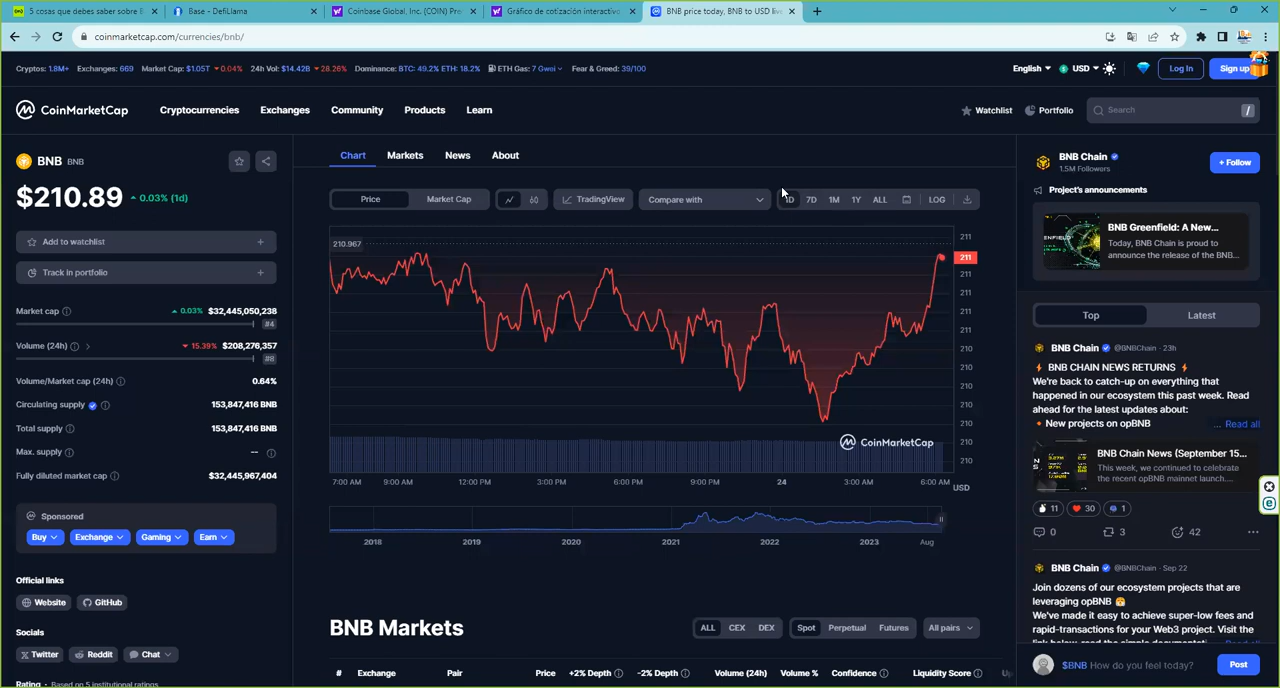 5 cosas que debes saber sobre B
Base - DefiLlama
Coinbase Global, Inc. (COIN) Pre
Gráfico de cotización interactivo
BNB price today, BNB to USD live
coinmarketcap.com/currencies/bnb/
Cryptos: 1.8M+ Exchanges: 669 Market Cap: $1.05T 0.04% 24h Vol: $14.42B 28.26% Dominance: BTC: 49.2% ETH: 18.2% ETH Gas: 7 Gwei Fear & Greed: 39/100
English USD Log In Sign up
CoinMarketCap Cryptocurrencies Exchanges Community Products Learn
Watchlist Portfolio Search /
BNB BNB
$210.89 0.03% (1d)
Add to watchlist +
Track in portfolio +
Market cap 0.03% $32,445,050,238
#4
Volume (24h) 15.39% $208,276,357
#8
Volume/Market cap (24h) 0.64%
Circulating supply 153,847,416 BNB
Total supply 153,847,416 BNB
Max. supply --
Fully diluted market cap $32,445,967,404
Sponsored
Buy Exchange Gaming Earn
Official links
Website GitHub
Socials
Twitter Reddit Chat
Rating · Based on 5 institutional ratings
Chart Markets News About
Price Market Cap TradingView Compare with 1D 7D 1M 1Y ALL LOG
210.967
211
211
211
211
211
211
210
210
210
210
210
210
210
CoinMarketCap
7:00 AM 9:00 AM 12:00 PM 3:00 PM 6:00 PM 9:00 PM 24 3:00 AM 6:00 AM USD
2018 2019 2020 2021 2022 2023 Aug
BNB Markets
ALL CEX DEX Spot Perpetual Futures All pairs
# Exchange Pair Price +2% Depth -2% Depth Volume (24h) Volume % Confidence Liquidity Score
BNB Chain
1.5M Followers
+ Follow
Project's announcements
BNB Greenfield: A New...
Today, BNB Chain is proud to
announce the release of the BNB...
Top Latest
BNB Chain @BNBChain · 23h
BNB CHAIN NEWS RETURNS
We're back to catch-up on everything that
happened in our ecosystem this past week. Read
ahead for the latest updates about:
New projects on opBNB ... Read all
BNB Chain News (September 15...
This week, we continued to celebrate
the recent opBNB mainnet launch....
11 30 1
0 3 42
BNB Chain @BNBChain · Sep 22
Join dozens of our ecosystem projects that are
leveraging opBNB
We've made it easy to achieve super-low fees and
rapid-transactions for your Web3 project. Visit the
$BNB How do you feel today? Post